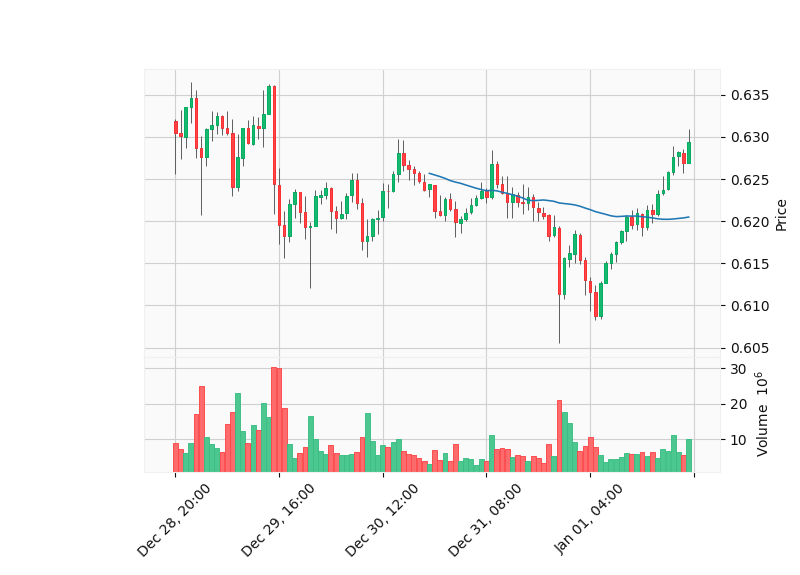 0.635
0.630
0.625
0.620
0.615
0.610
0.605
Price
30
20
10
Volume 10^6
Dec 28, 20:00
Dec 29, 16:00
Dec 30, 12:00
Dec 31, 08:00
Jan 01, 04:00